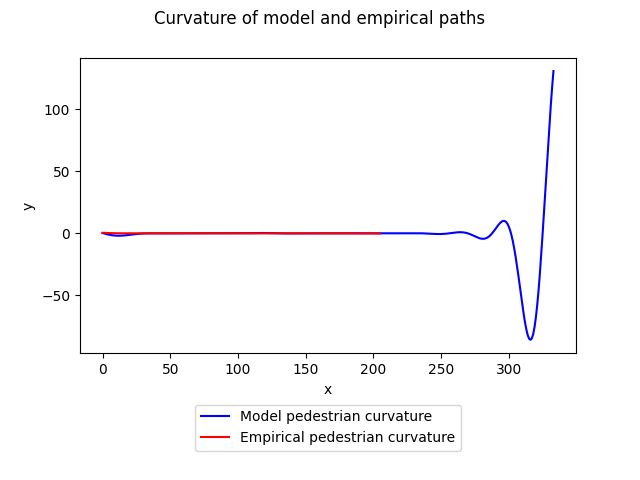 Curvature of model and empirical paths
100
50
0
−50
y
0 50 100 150 200 250 300
x
Model pedestrian curvature
Empirical pedestrian curvature